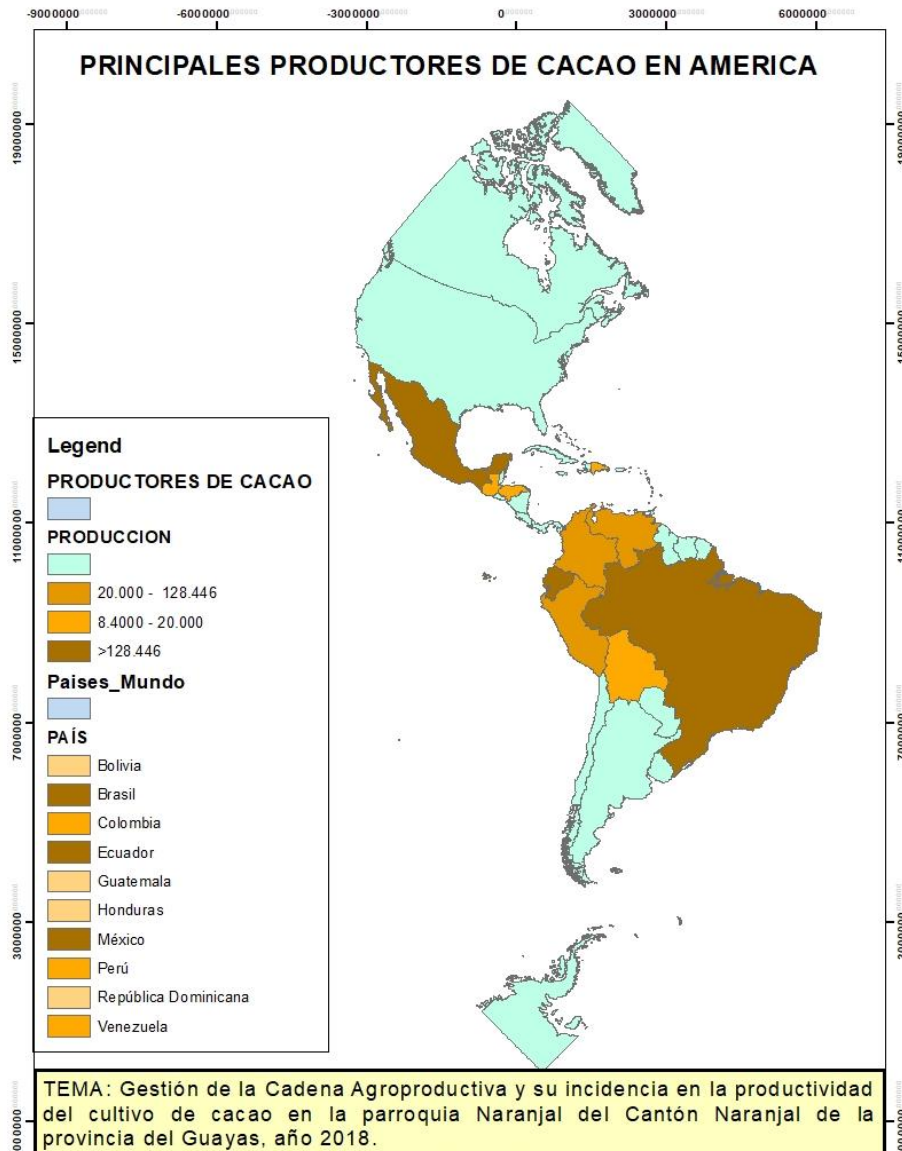 -9000000 -6000000 -3000000 0 3000000 6000000
PRINCIPALES PRODUCTORES DE CACAO EN AMERICA
19000000
15000000
11000000
7000000
3000000
Legend
PRODUCTORES DE CACAO
PRODUCCION
20.000 - 128.446
8.4000 - 20.000
>128.446
Paises_Mundo
PAÍS
Bolivia
Brasil
Colombia
Ecuador
Guatemala
Honduras
México
Perú
República Dominicana
Venezuela
TEMA: Gestión de la Cadena Agroproductiva y su incidencia en la productividad
del cultivo de cacao en la parroquia Naranjal del Cantón Naranjal de la
provincia del Guayas, año 2018.